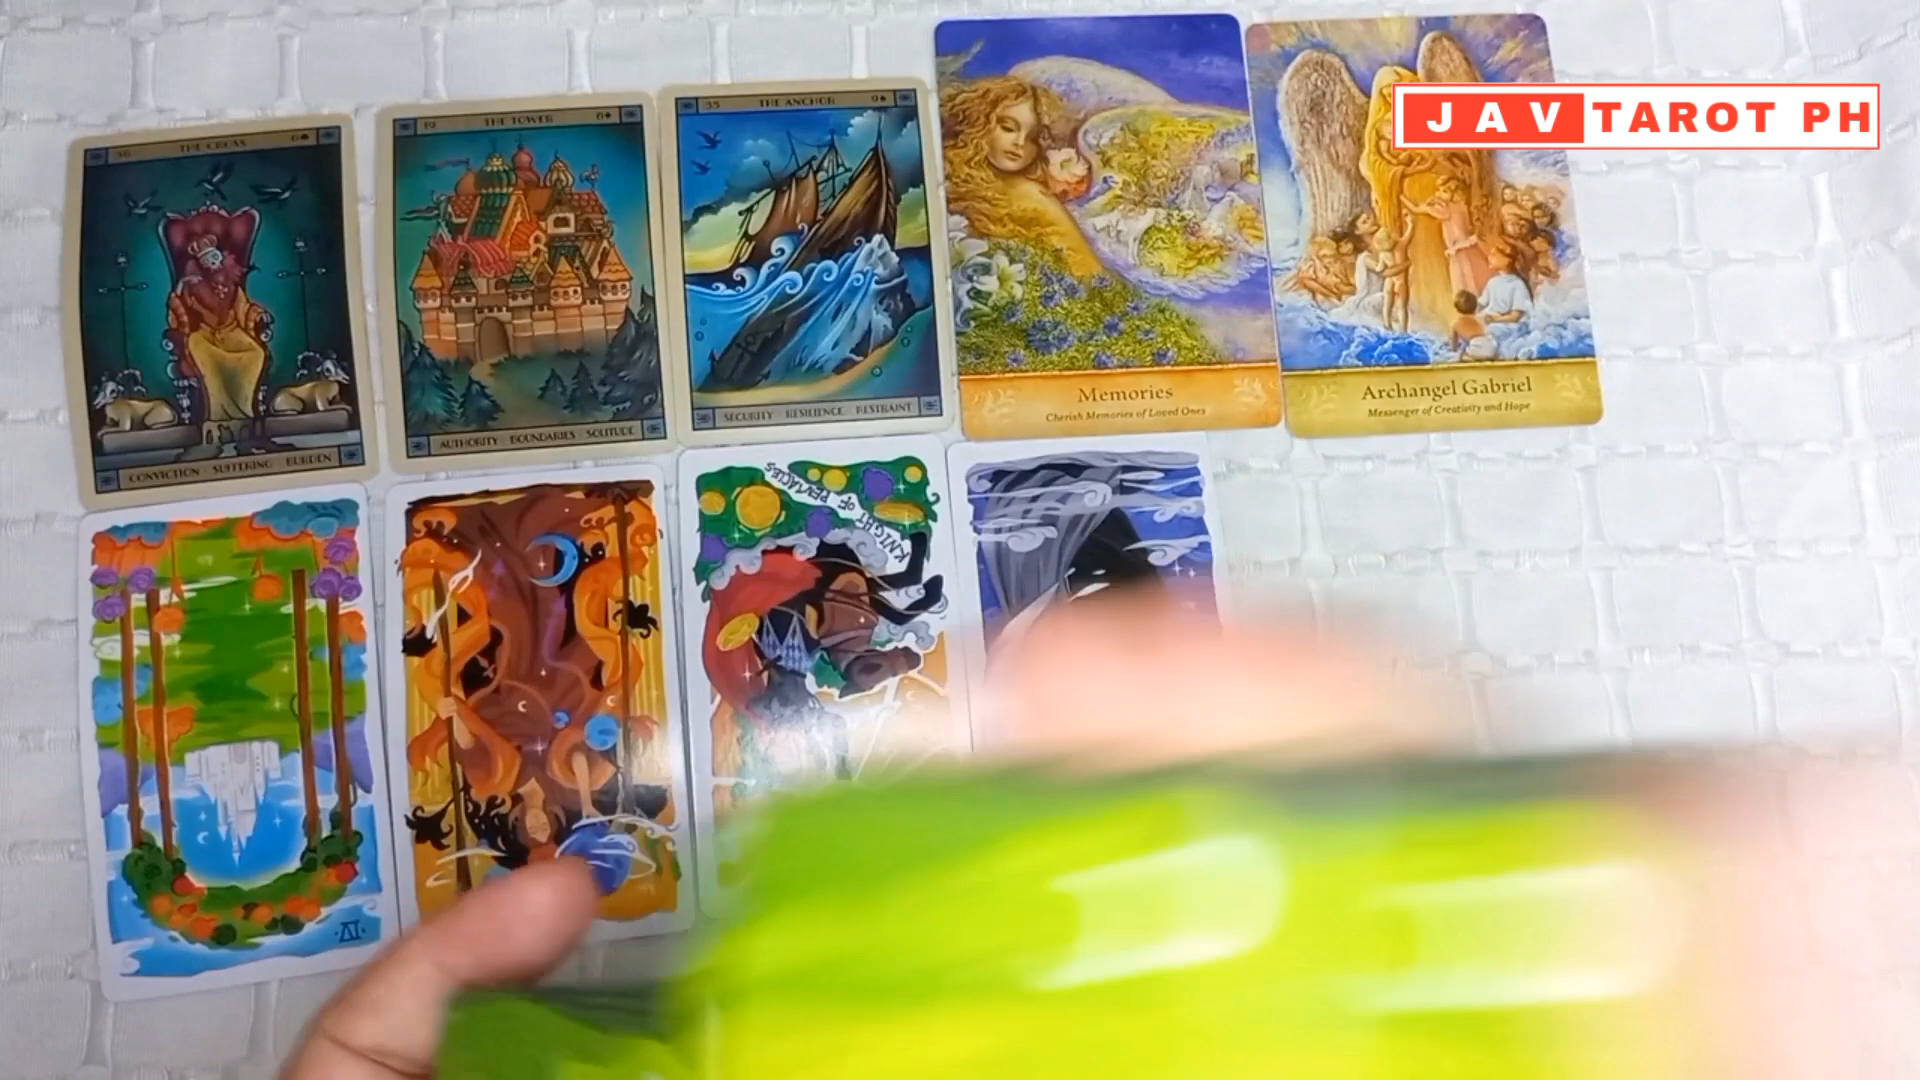 JAV TAROT PH
36 THE CROSS 6♣
19 THE TOWER 6♠
35 THE ANCHOR 9♠
Memories
Cherish Memories of Loved Ones
Archangel Gabriel
Messenger of Creativity and Hope
CONVICTION · SUFFERING · BURDEN
AUTHORITY · BOUNDARIES · SOLITUDE
SECURITY · RESILIENCE · RESTRAINT
KNIGHT OF PENTACLES
IV